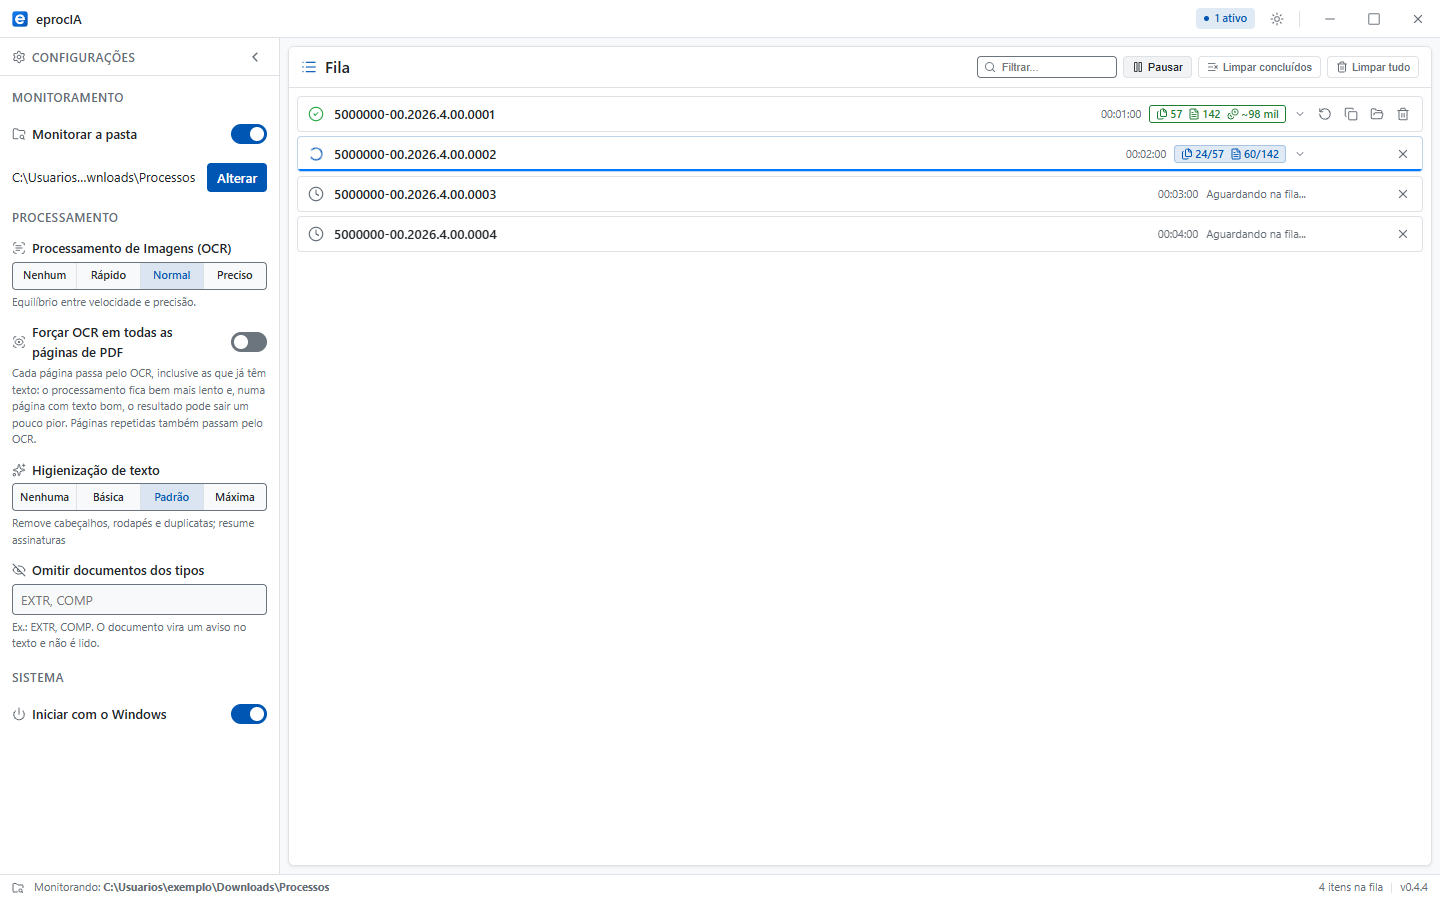 eprocIA
1 ativo
CONFIGURAÇÕES
MONITORAMENTO
Monitorar a pasta
C:\Usuarios...wnloads\Processos
Alterar
PROCESSAMENTO
Processamento de Imagens (OCR)
Nenhum Rápido Normal Preciso
Equilíbrio entre velocidade e precisão.
Forçar OCR em todas as
páginas de PDF
Cada página passa pelo OCR, inclusive as que já têm
texto: o processamento fica bem mais lento e, numa
página com texto bom, o resultado pode sair um
pouco pior. Páginas repetidas também passam pelo
OCR.
Higienização de texto
Nenhuma Básica Padrão Máxima
Remove cabeçalhos, rodapés e duplicatas; resume
assinaturas
Omitir documentos dos tipos
EXTR, COMP
Ex.: EXTR, COMP. O documento vira um aviso no
texto e não é lido.
SISTEMA
Iniciar com o Windows
Fila
Filtrar...
Pausar
Limpar concluídos
Limpar tudo
5000000-00.2026.4.00.0001 00:01:00 57 142 ~98 mil
5000000-00.2026.4.00.0002 00:02:00 24/57 60/142
5000000-00.2026.4.00.0003 00:03:00 Aguardando na fila...
5000000-00.2026.4.00.0004 00:04:00 Aguardando na fila...
Monitorando: C:\Usuarios\exemplo\Downloads\Processos
4 itens na fila
v0.4.4